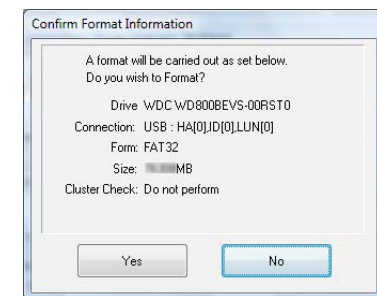 Confirm Format Information
A format will be carried out as set below.
Do you wish to Format?
Drive WDC WD800BEVS-00RST0
Connection: USB : HA[0],ID[0],LUN[0]
Form: FAT32
Size: MB
Cluster Check: Do not perform
Yes No